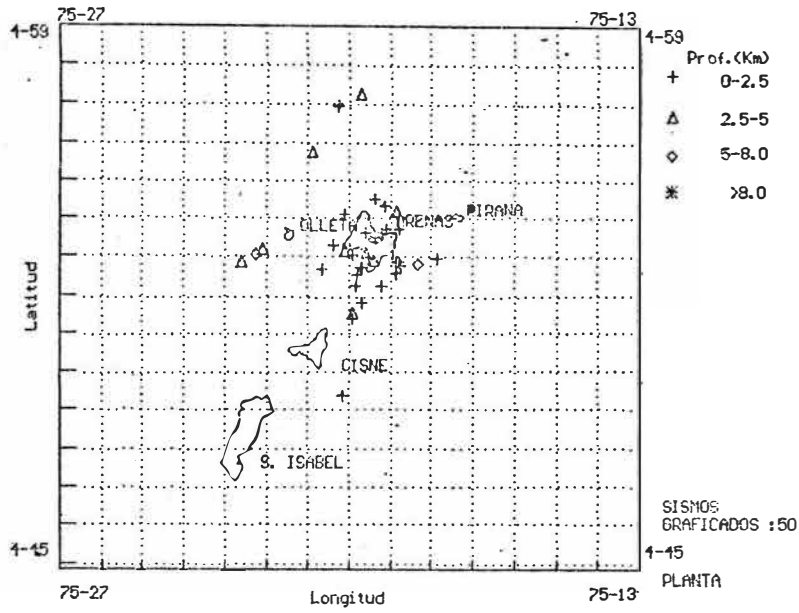 75-27 75-13
4-59 4-59
Prof.(Km)
+ 0-2.5
Δ 2.5-5
◇ 5-8.0
>8.0
OLLETA ARENAS PIRANA
Latitud
CISNE
S. ISABEL
SISMOS
GRAFICADOS :50
4-45 4-45
PLANTA
75-27 75-13
Longitud